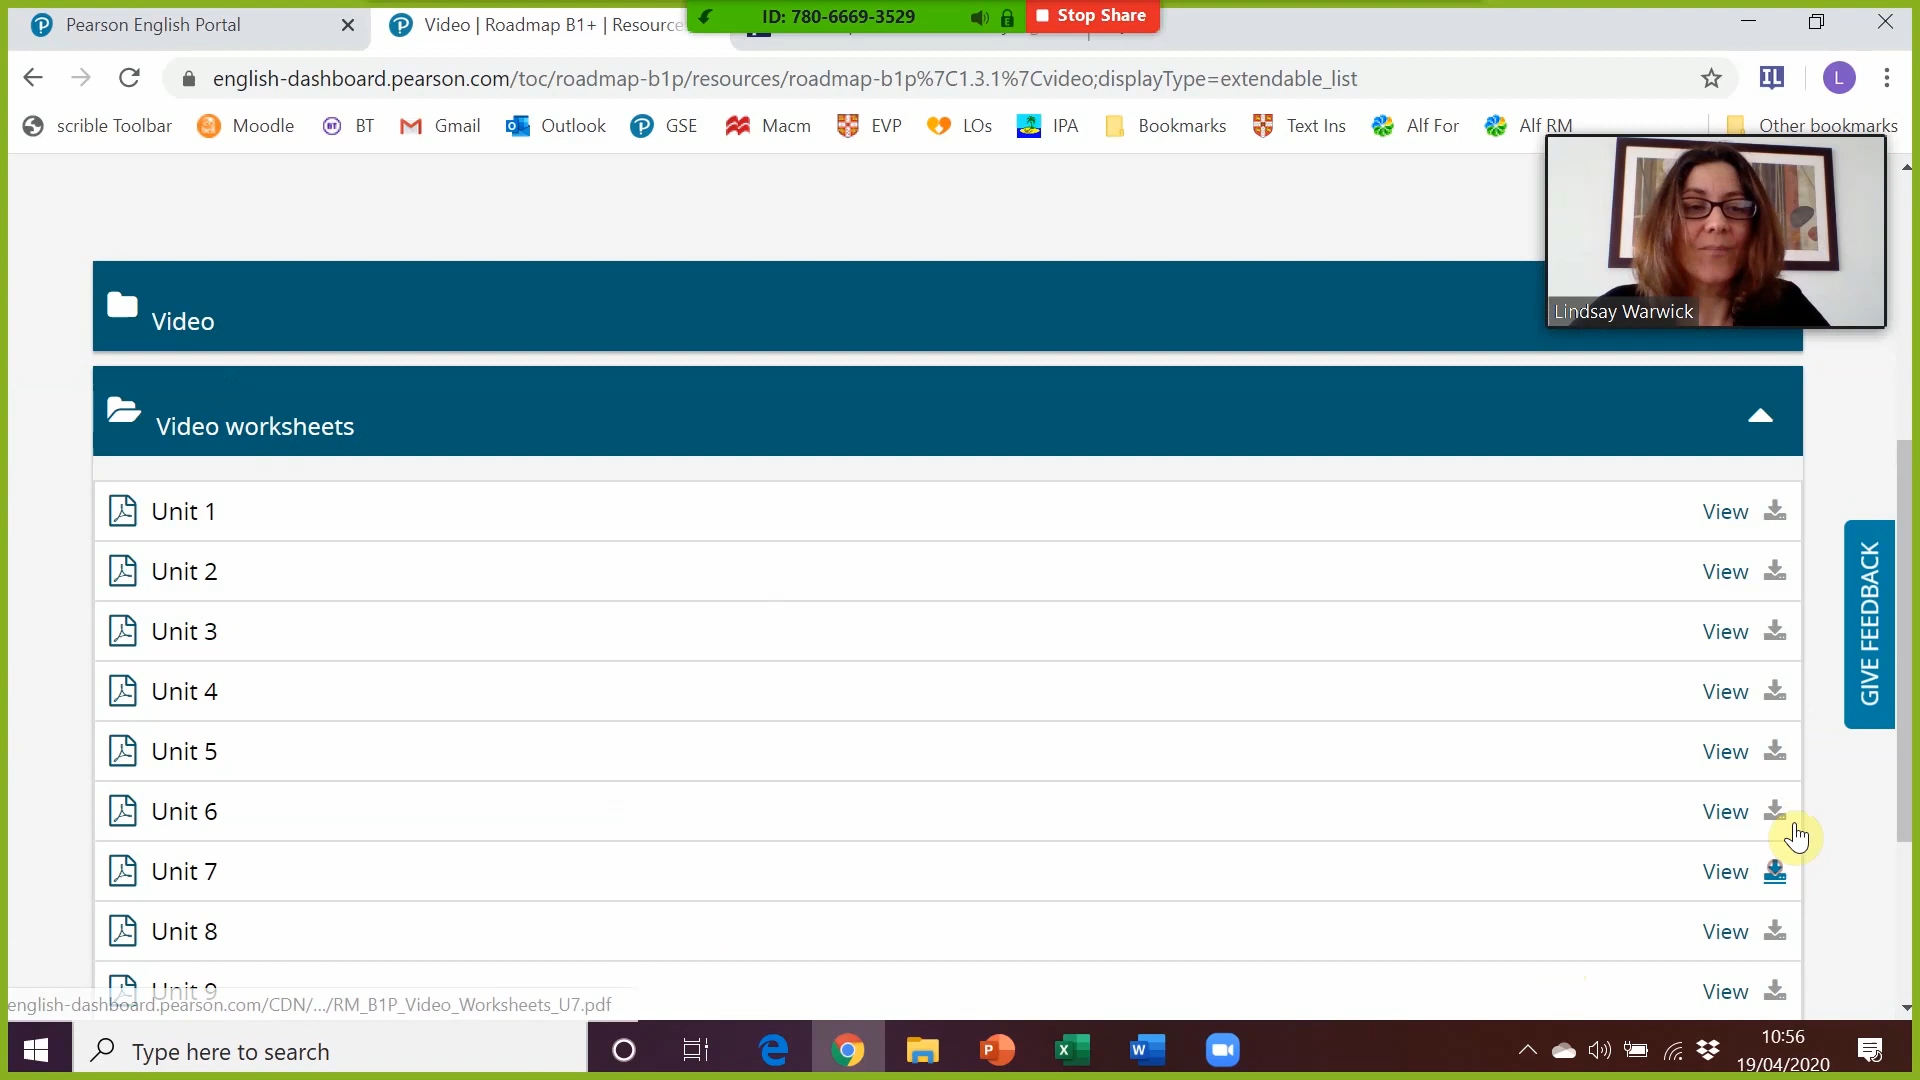 Pearson English Portal
Video | Roadmap B1+ | Resource
ID: 780-6669-3529
Stop Share
english-dashboard.pearson.com/toc/roadmap-b1p/resources/roadmap-b1p%7C1.3.1%7Cvideo;displayType=extendable_list
IL
L
scrible Toolbar
Moodle
BT
BT
Gmail
Outlook
GSE
Macm
EVP
LOs
IPA
Bookmarks
Text Ins
Alf For
Alf RM
Other bookmarks
Lindsay Warwick
Video
Video worksheets
Unit 1 View
Unit 2 View
Unit 3 View
Unit 4 View
Unit 5 View
Unit 6 View
Unit 7 View
Unit 8 View
Unit 9 View
GIVE FEEDBACK
english-dashboard.pearson.com/CDN/.../RM_B1P_Video_Worksheets_U7.pdf
Type here to search
10:56
19/04/2020